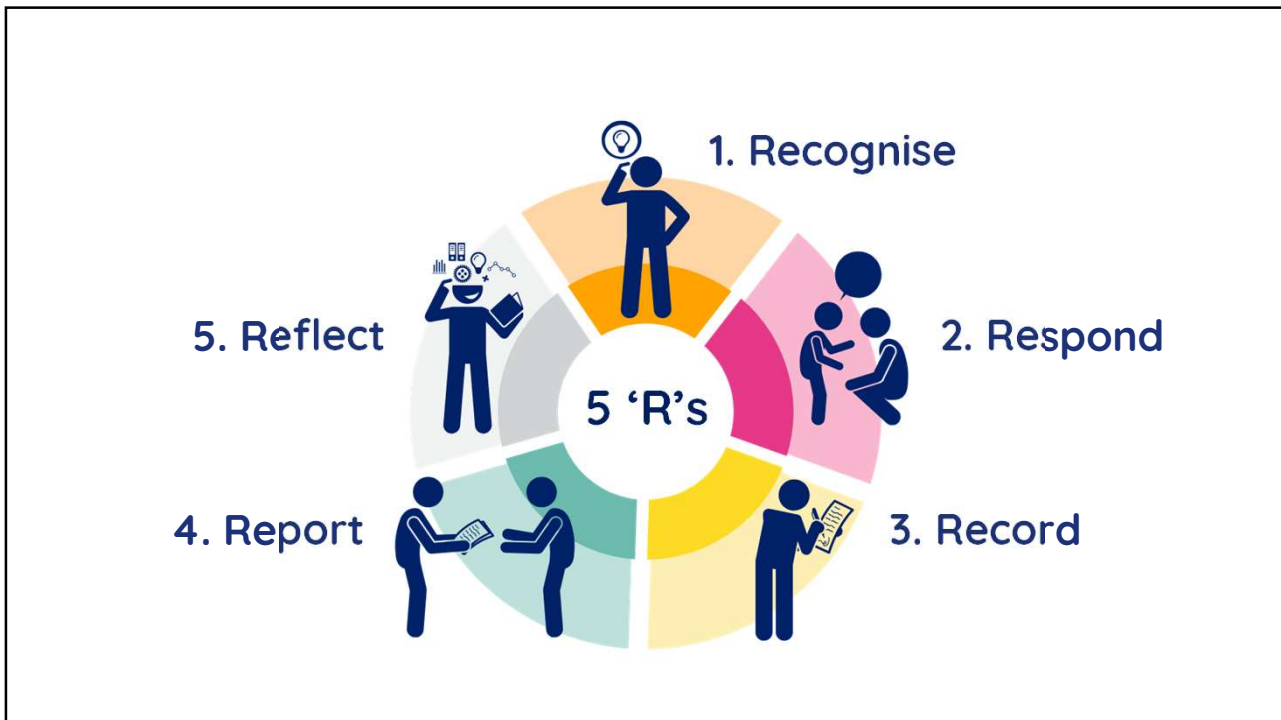 1. Recognise
2. Respond
3. Record
4. Report
5. Reflect
5 ‘R’s